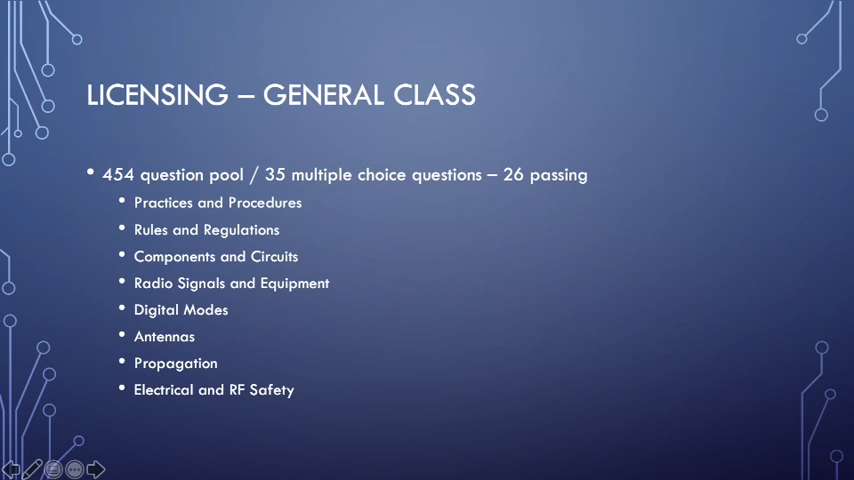 LICENSING – GENERAL CLASS
• 454 question pool / 35 multiple choice questions – 26 passing
• Practices and Procedures
• Rules and Regulations
• Components and Circuits
• Radio Signals and Equipment
• Digital Modes
• Antennas
• Propagation
• Electrical and RF Safety